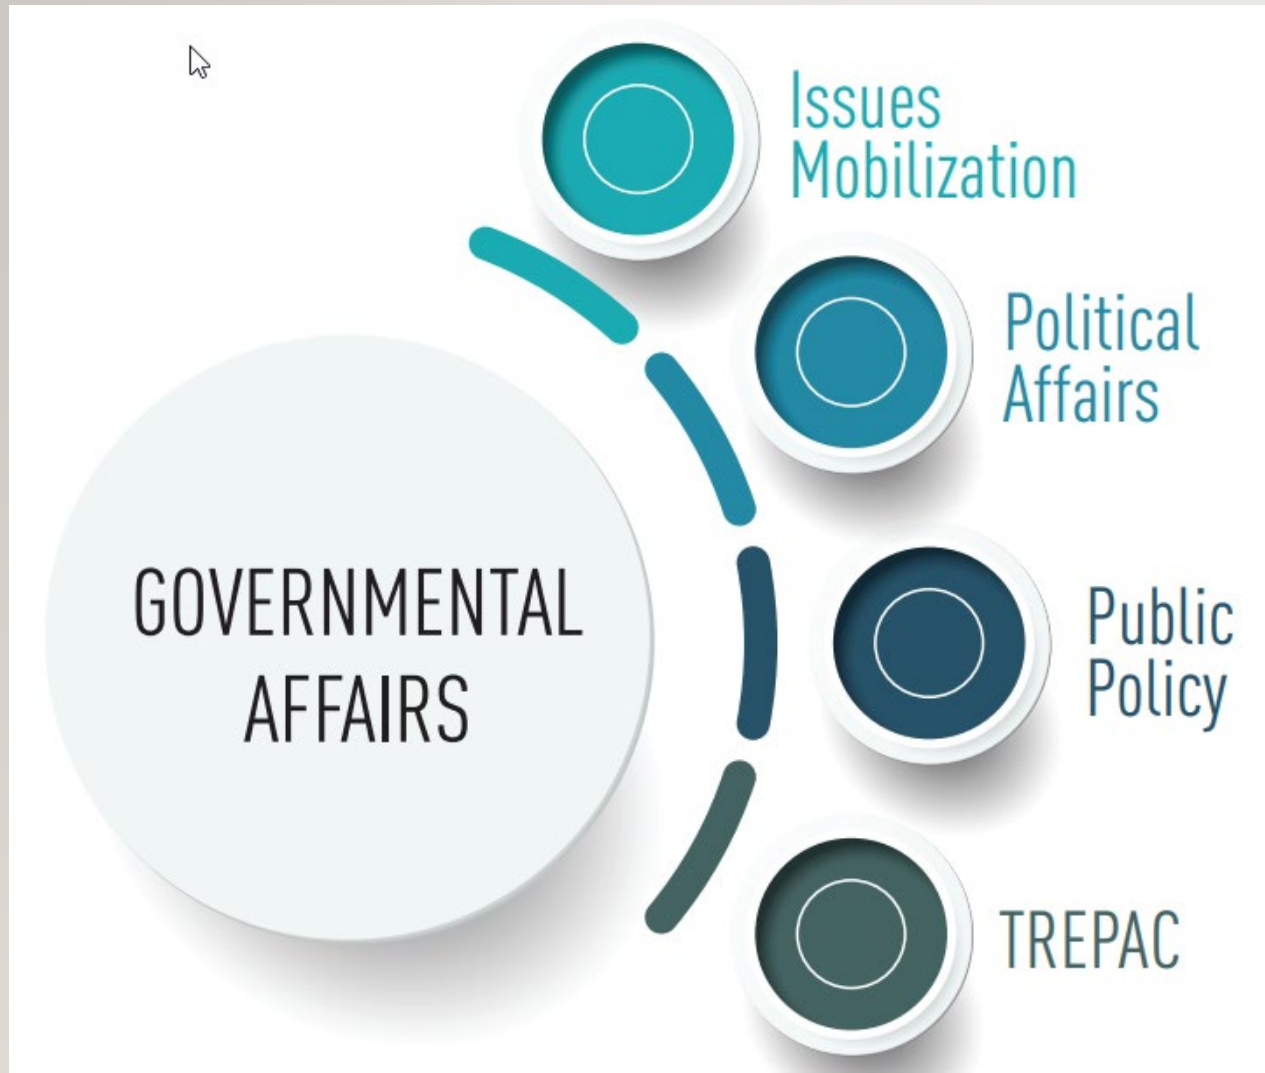 Issues
Mobilization
Political
Affairs
GOVERNMENTAL
AFFAIRS
Public
Policy
TREPAC